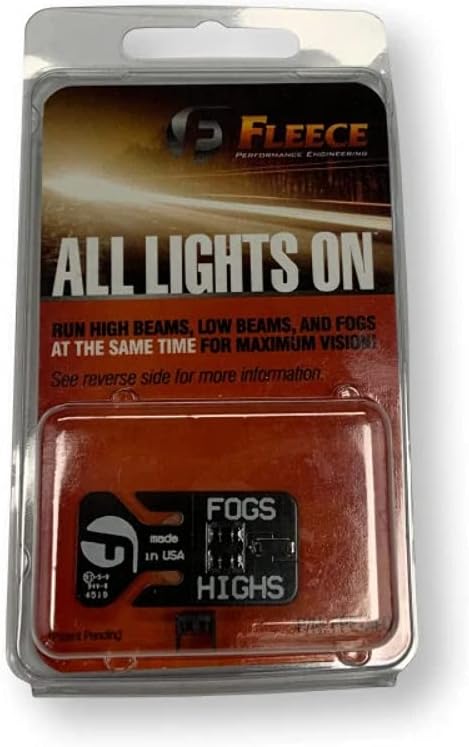 FLEECE
PERFORMANCE ENGINEERING
ALL LIGHTS ON
RUN HIGH BEAMS, LOW BEAMS, AND FOGS
AT THE SAME TIME FOR MAXIMUM VISION!
See reverse side for more information.
FOGS
made
in USA
HIGHS
4519
(Patent Pending)